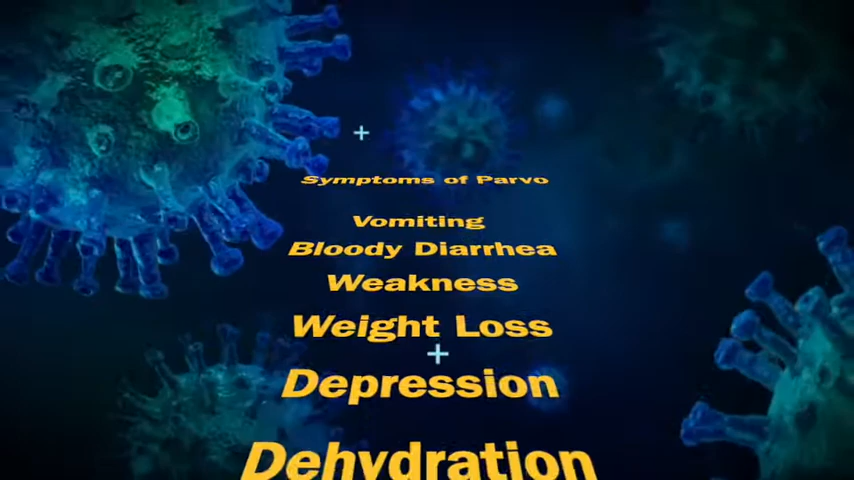 Symptoms of Parvo
Vomiting
Bloody Diarrhea
Weakness
Weight Loss
Depression
Dehydration